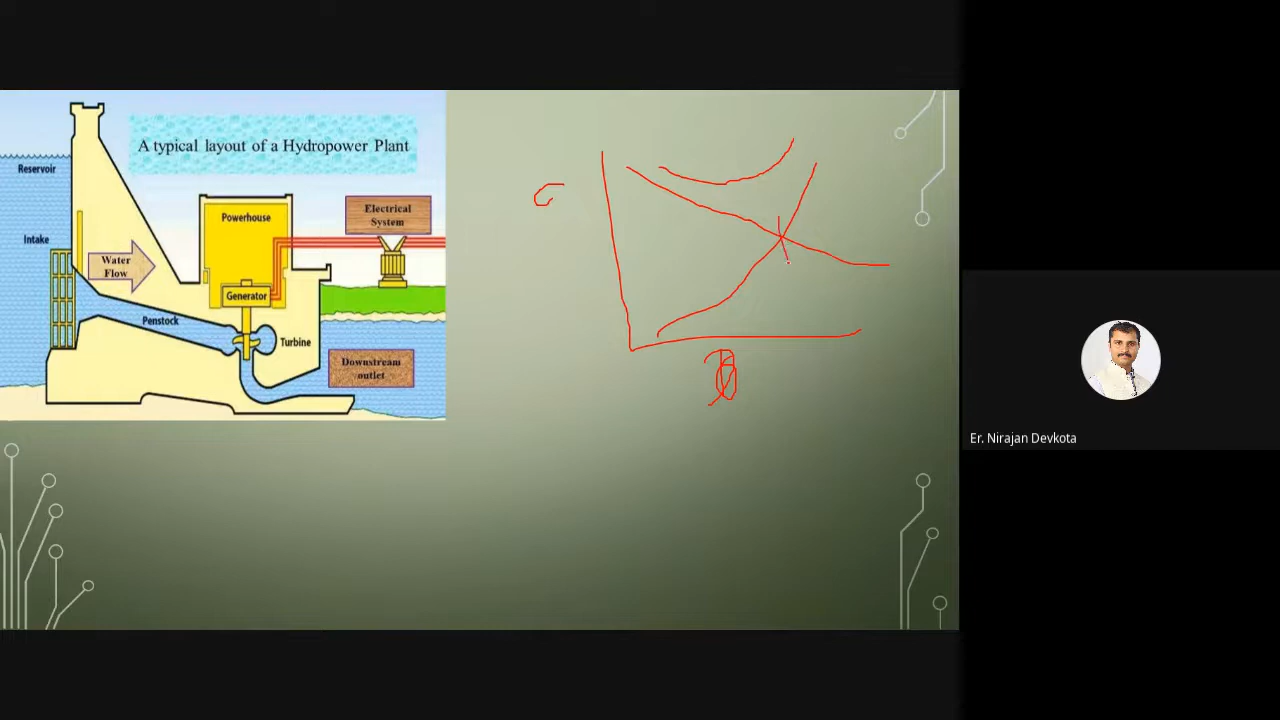 A typical layout of a Hydropower Plant
Reservoir
Powerhouse
Electrical
System
Intake
Water
Flow
Generator
Penstock
Turbine
Downstream
outlet
C
Er. Nirajan Devkota